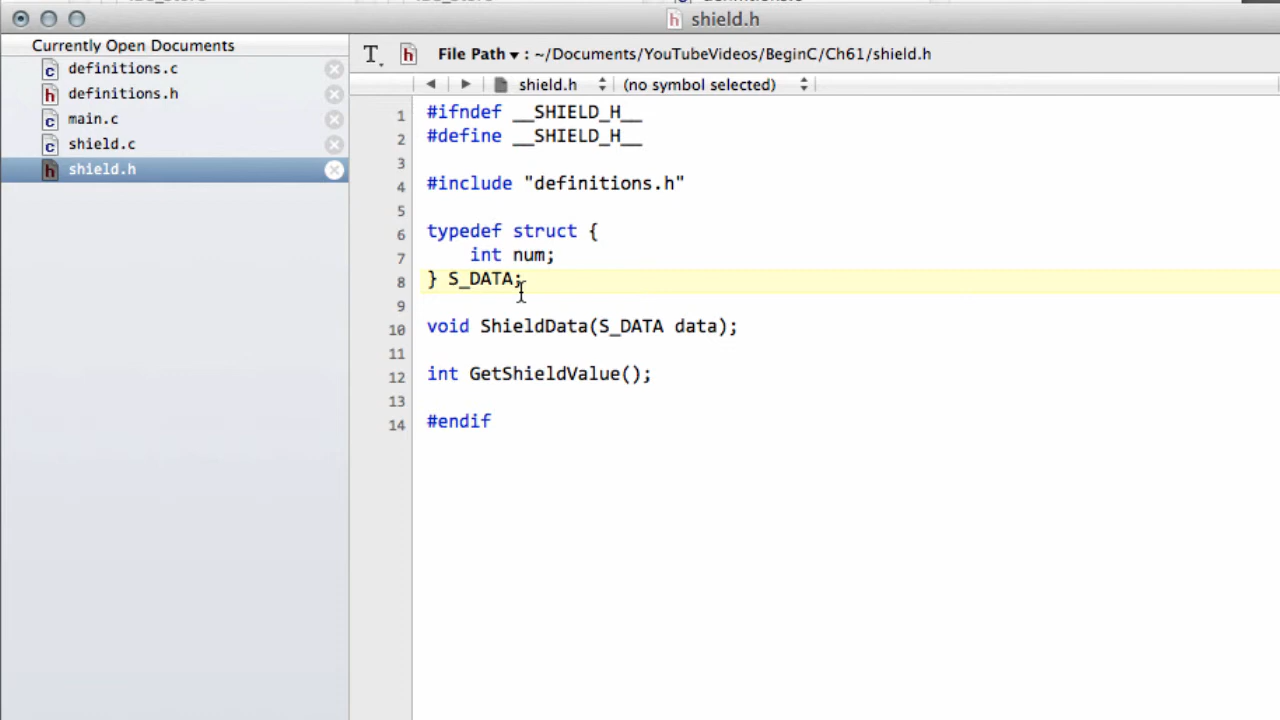 shield.h
Currently Open Documents
definitions.c
definitions.h
main.c
shield.c
shield.h
File Path ▾ : ~/Documents/YouTubeVideos/BeginC/Ch61/shield.h
shield.h (no symbol selected)
1 #ifndef __SHIELD_H__
2 #define __SHIELD_H__
3
4 #include "definitions.h"
5
6 typedef struct {
7 int num;
8 } S_DATA;
9
10 void ShieldData(S_DATA data);
11
12 int GetShieldValue();
13
14 #endif